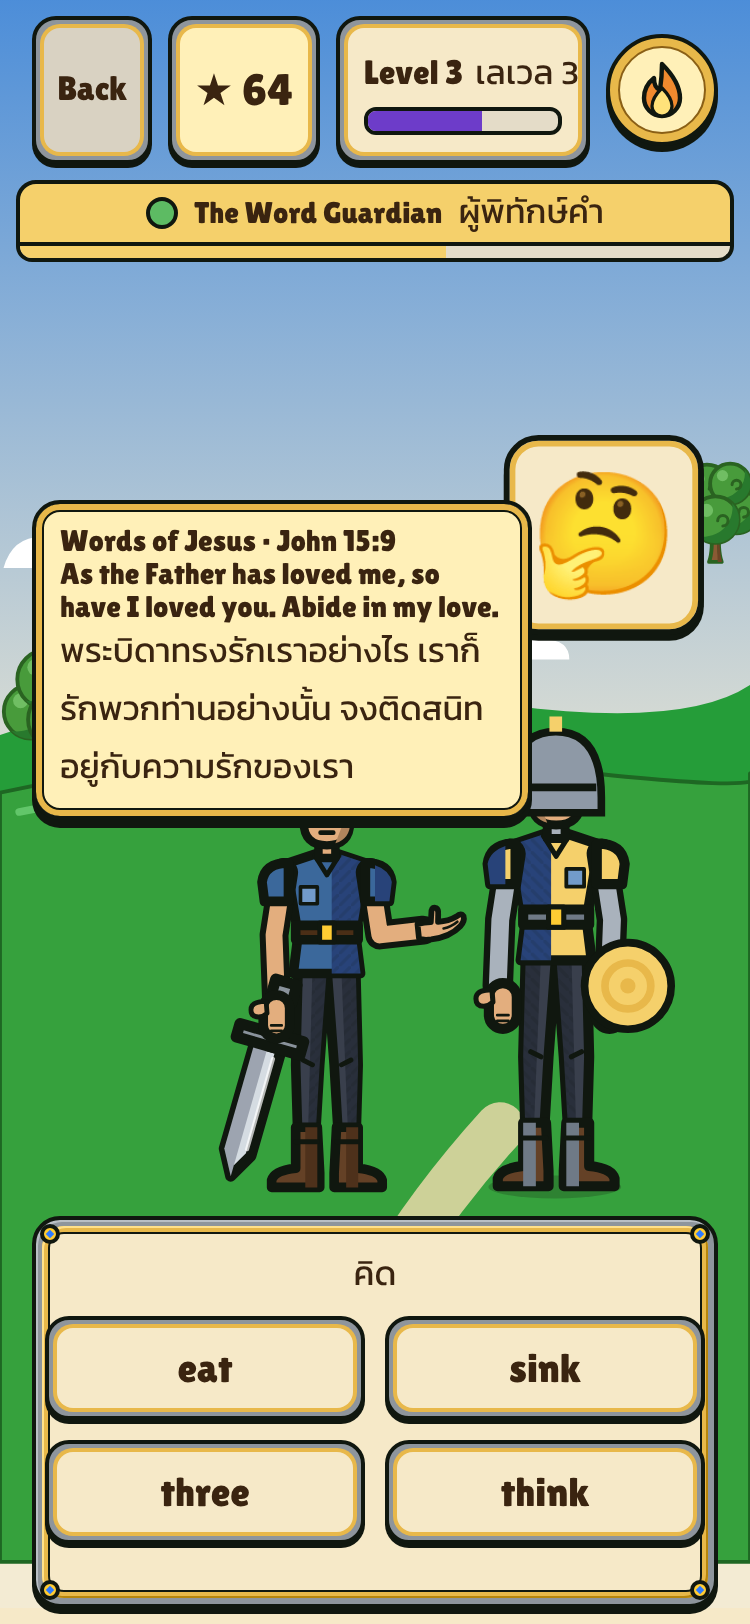 Back
★ 64
Level 3 เลเวล 3
The Word Guardian ผู้พิทักษ์คำ
Words of Jesus · John 15:9
As the Father has loved me, so
have I loved you. Abide in my love.
พระบิดาทรงรักเราอย่างไร เราก็
รักพวกท่านอย่างนั้น จงติดสนิท
อยู่กับความรักของเรา
คิด
eat
sink
three
think